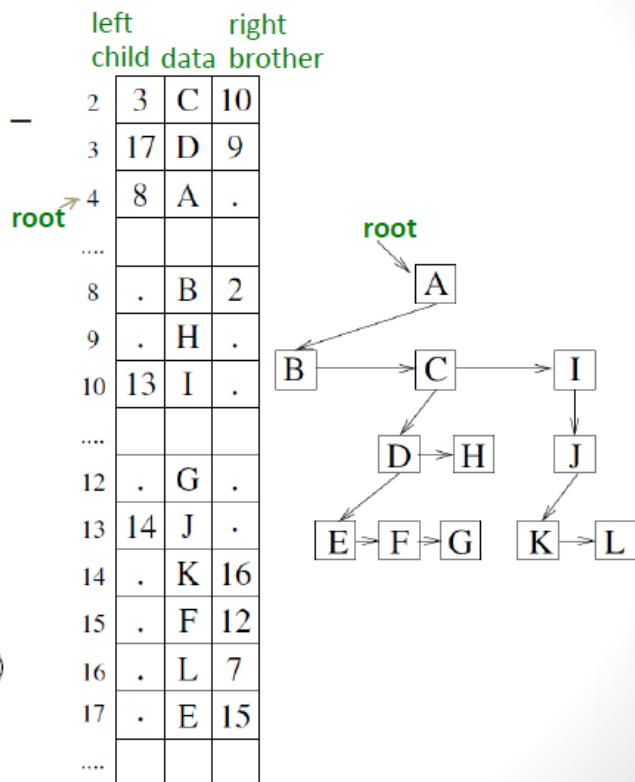 left right
child data brother
2 3 C 10
3 17 D 9
root 4 8 A .
....
8 . B 2
9 . H .
10 13 I .
....
12 . G .
13 14 J .
14 . K 16
15 . F 12
16 . L 7
17 . E 15
....
root
A
B C I
D H J
E F G K L